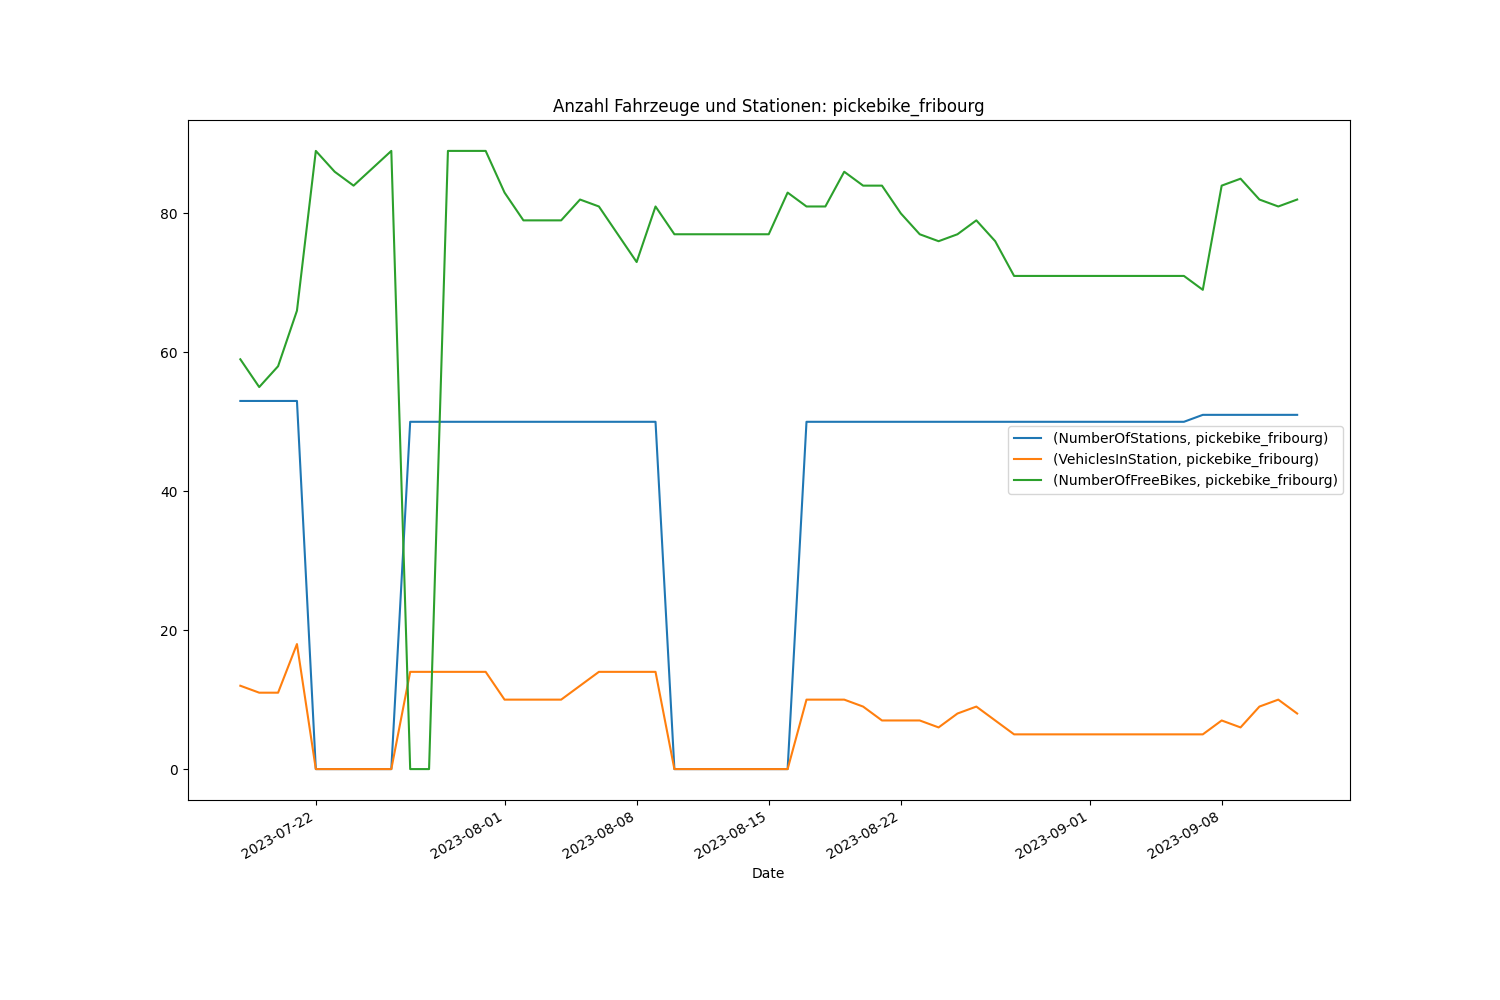 Anzahl Fahrzeuge und Stationen: pickebike_fribourg
80
60
40
20
0
(NumberOfStations, pickebike_fribourg)
(VehiclesInStation, pickebike_fribourg)
(NumberOfFreeBikes, pickebike_fribourg)
2023-07-22
2023-08-01
2023-08-08
2023-08-15
2023-08-22
2023-09-01
2023-09-08
Date